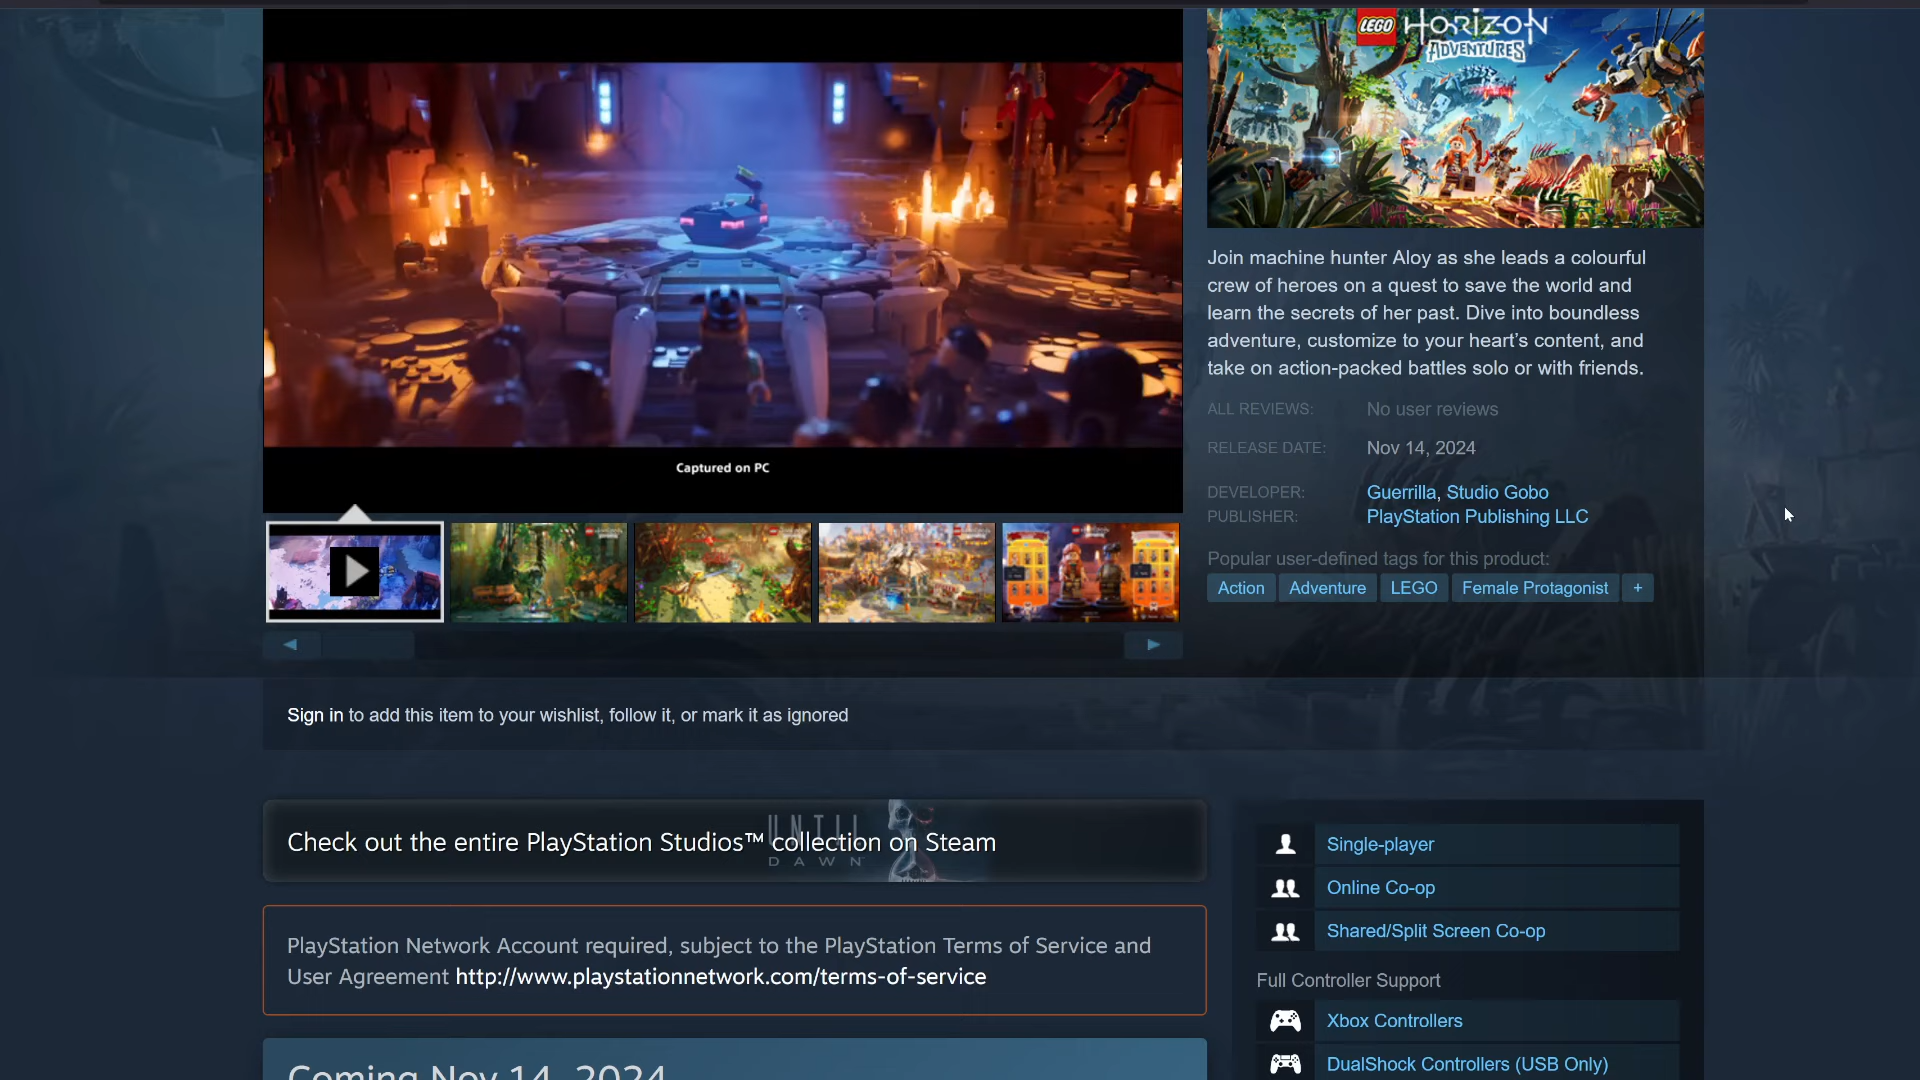 LEGO HORIZON
ADVENTURES
Join machine hunter Aloy as she leads a colourful
crew of heroes on a quest to save the world and
learn the secrets of her past. Dive into boundless
adventure, customize to your heart's content, and
take on action-packed battles solo or with friends.
ALL REVIEWS: No user reviews
RELEASE DATE: Nov 14, 2024
DEVELOPER: Guerrilla, Studio Gobo
PUBLISHER: PlayStation Publishing LLC
Popular user-defined tags for this product:
Action Adventure LEGO Female Protagonist +
Captured on PC
Sign in to add this item to your wishlist, follow it, or mark it as ignored
UNTIL
DAWN
Check out the entire PlayStation Studios™ collection on Steam
PlayStation Network Account required, subject to the PlayStation Terms of Service and
User Agreement http://www.playstationnetwork.com/terms-of-service
Coming Nov 14, 2024
Single-player
Online Co-op
Shared/Split Screen Co-op
Full Controller Support
Xbox Controllers
DualShock Controllers (USB Only)